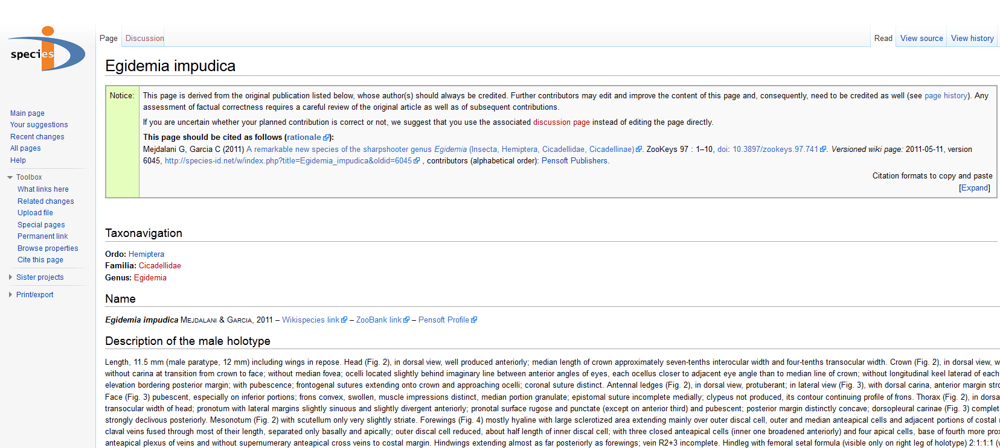 species
Page
Discussion
Read
View source
View history
Egidemia impudica
Notice:
This page is derived from the original publication listed below, whose author(s) should always be credited. Further contributors may edit and improve the content of this page and, consequently, need to be credited as well (see page history). Any
assessment of factual correctness requires a careful review of the original article as well as of subsequent contributions.
If you are uncertain whether your planned contribution is correct or not, we suggest that you use the associated discussion page instead of editing the page directly.
This page should be cited as follows (rationale):
Mejdalani G, Garcia C (2011) A remarkable new species of the sharpshooter genus Egidemia (Insecta, Hemiptera, Cicadellidae, Cicadellinae). ZooKeys 97 : 1–10, doi: 10.3897/zookeys.97.741. Versioned wiki page: 2011-05-11, version
6045, http://species-id.net/w/index.php?title=Egidemia_impudica&oldid=6045 , contributors (alphabetical order): Pensoft Publishers.
Citation formats to copy and paste
[Expand]
Main page
Your suggestions
Recent changes
All pages
Help
Toolbox
What links here
Related changes
Upload file
Special pages
Permanent link
Browse properties
Cite this page
Sister projects
Print/export
Taxonavigation
Ordo: Hemiptera
Familia: Cicadellidae
Genus: Egidemia
Name
Egidemia impudica Mejdalani & Garcia, 2011 – Wikispecies link – ZooBank link – Pensoft Profile
Description of the male holotype
Length, 11.5 mm (male paratype, 12 mm) including wings in repose. Head (Fig. 2), in dorsal view, well produced anteriorly; median length of crown approximately seven-tenths interocular width and four-tenths transocular width. Crown (Fig. 2), in dorsal view, w
without carina at transition from crown to face; without median fovea; ocelli located slightly behind imaginary line between anterior angles of eyes, each ocellus closer to adjacent eye angle than to median line of crown; without longitudinal keel laterad of each
elevation bordering posterior margin; with pubescence; frontogenal sutures extending onto crown and approaching ocelli; coronal suture distinct. Antennal ledges (Fig. 2), in dorsal view, protuberant; in lateral view (Fig. 3), with dorsal carina, anterior margin stro
Face (Fig. 3) pubescent, especially on inferior portions; frons convex, swollen, muscle impressions distinct, median portion granulate; epistomal suture incomplete medially; clypeus not produced, its contour continuing profile of frons. Thorax (Fig. 2), in dorsa
transocular width of head; pronotum with lateral margins slightly sinuous and slightly divergent anteriorly; pronotal surface rugose and punctate (except on anterior third) and pubescent; posterior margin distinctly concave; dorsopleural carinae (Fig. 3) complet
strongly declivous posteriorly. Mesonotum (Fig. 2) with scutellum only very slightly striate. Forewings (Fig. 4) mostly hyaline with large sclerotized area extending mainly over outer discal cell, outer and median anteapical cells and adjacent portions of costal
claval veins fused through most of their length, separated only basally and apically; outer discal cell reduced, about half length of inner discal cell; with three closed anteapical cells (inner one broadened anteriorly) and four apical cells, base of fourth more prox
anteapical plexus of veins and without supernumerary anteapical cross veins to costal margin. Hindwings extending almost as far posteriorly as forewings; vein R2+3 incomplete. Hindleg with femoral setal formula (visible only on right leg of holotype) 2:1:1:1 (v